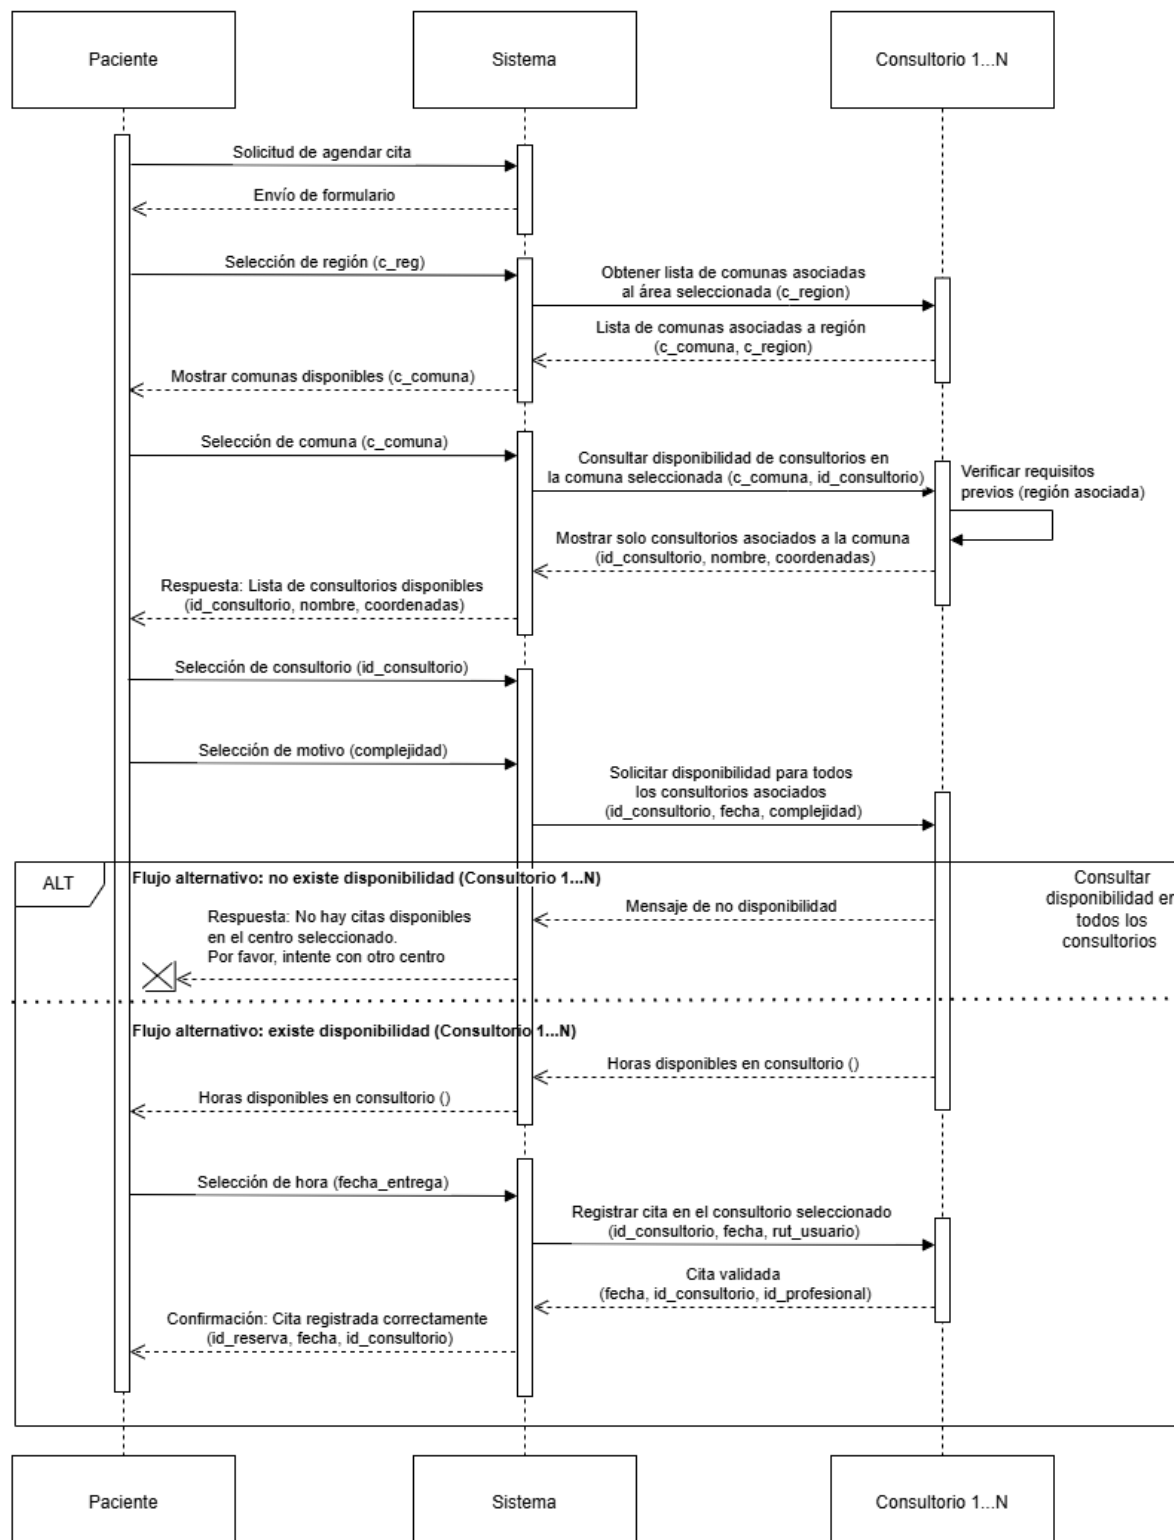 Paciente
Sistema
Consultorio 1...N
Solicitud de agendar cita
Envío de formulario
Selección de región (c_reg)
Obtener lista de comunas asociadas
al área seleccionada (c_region)
Lista de comunas asociadas a región
(c_comuna, c_region)
Mostrar comunas disponibles (c_comuna)
Selección de comuna (c_comuna)
Consultar disponibilidad de consultorios en
la comuna seleccionada (c_comuna, id_consultorio)
Verificar requisitos
previos (región asociada)
Mostrar solo consultorios asociados a la comuna
(id_consultorio, nombre, coordenadas)
Respuesta: Lista de consultorios disponibles
(id_consultorio, nombre, coordenadas)
Selección de consultorio (id_consultorio)
Selección de motivo (complejidad)
Solicitar disponibilidad para todos
los consultorios asociados
(id_consultorio, fecha, complejidad)
ALT
Flujo alternativo: no existe disponibilidad (Consultorio 1...N)
Consultar
disponibilidad en
todos los
consultorios
Mensaje de no disponibilidad
Respuesta: No hay citas disponibles
en el centro seleccionado.
Por favor, intente con otro centro
Flujo alternativo: existe disponibilidad (Consultorio 1...N)
Horas disponibles en consultorio ()
Horas disponibles en consultorio ()
Selección de hora (fecha_entrega)
Registrar cita en el consultorio seleccionado
(id_consultorio, fecha, rut_usuario)
Cita validada
(fecha, id_consultorio, id_profesional)
Confirmación: Cita registrada correctamente
(id_reserva, fecha, id_consultorio)
Paciente
Sistema
Consultorio 1...N